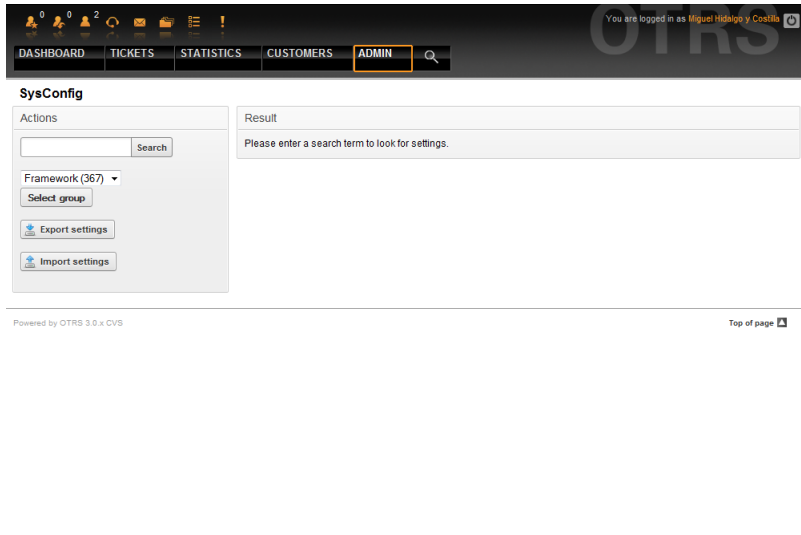 0 0 2
You are logged in as Miguel Hidalgo y Costilla
OTRS
DASHBOARD TICKETS STATISTICS CUSTOMERS ADMIN
SysConfig
Actions
Search
Framework (367)
Select group
Export settings
Import settings
Result
Please enter a search term to look for settings.
Powered by OTRS 3.0.x CVS
Top of page